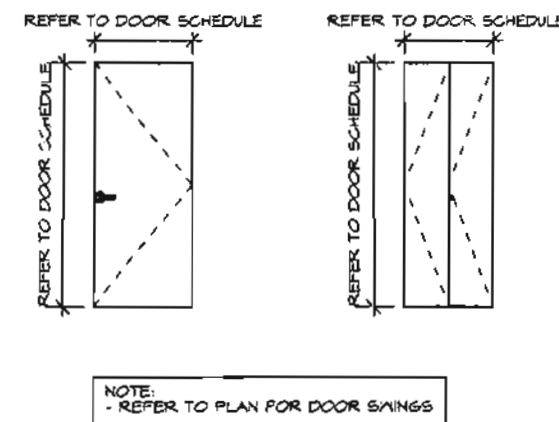 REFER TO DOOR SCHEDULE
REFER TO DOOR SCHEDULE
REFER TO DOOR SCHEDULE
REFER TO DOOR SCHEDULE
NOTE:
- REFER TO PLAN FOR DOOR SWINGS